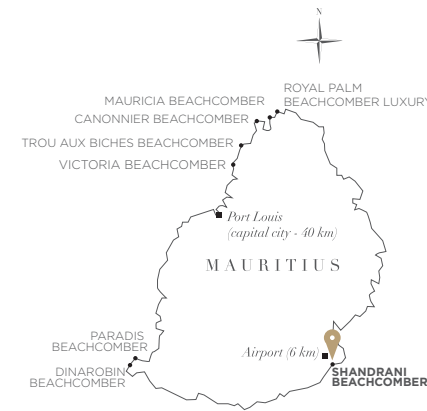 N
ROYAL PALM
BEACHCOMBER LUXURY
MAURICIA BEACHCOMBER
CANONNIER BEACHCOMBER
TROU AUX BICHES BEACHCOMBER
VICTORIA BEACHCOMBER
Port Louis
(capital city - 40 km)
MAURITIUS
PARADIS
BEACHCOMBER
Airport (6 km)
DINAROBIN
BEACHCOMBER
SHANDRANI
BEACHCOMBER